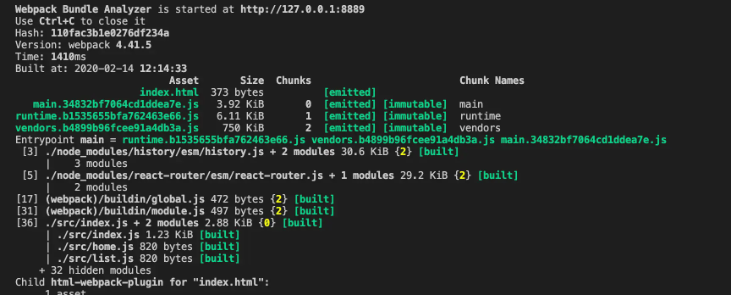 Webpack Bundle Analyzer is started at http://127.0.0.1:8889
Use Ctrl+C to close it
Hash: 110fac3b1e0276df234a
Version: webpack 4.41.5
Time: 1410ms
Built at: 2020-02-14 12:14:33
Asset Size Chunks Chunk Names
index.html 373 bytes [emitted]
main.34832bf7064cd1ddea7e.js 3.92 KiB 0 [emitted] [immutable] main
runtime.b1535655bfa762463e66.js 6.11 KiB 1 [emitted] [immutable] runtime
vendors.b4899b96fcee91a4db3a.js 750 KiB 2 [emitted] [immutable] vendors
Entrypoint main = runtime.b1535655bfa762463e66.js vendors.b4899b96fcee91a4db3a.js main.34832bf7064cd1ddea7e.js
[3] ./node_modules/history/esm/history.js + 2 modules 30.6 KiB {2} [built]
| 3 modules
[5] ./node_modules/react-router/esm/react-router.js + 1 modules 29.2 KiB {2} [built]
| 2 modules
[17] (webpack)/buildin/global.js 472 bytes {2} [built]
[31] (webpack)/buildin/module.js 497 bytes {2} [built]
[36] ./src/index.js + 2 modules 2.88 KiB {0} [built]
| ./src/index.js 1.23 KiB [built]
| ./src/home.js 820 bytes [built]
| ./src/list.js 820 bytes [built]
+ 32 hidden modules
Child html-webpack-plugin for "index.html":
1 asset